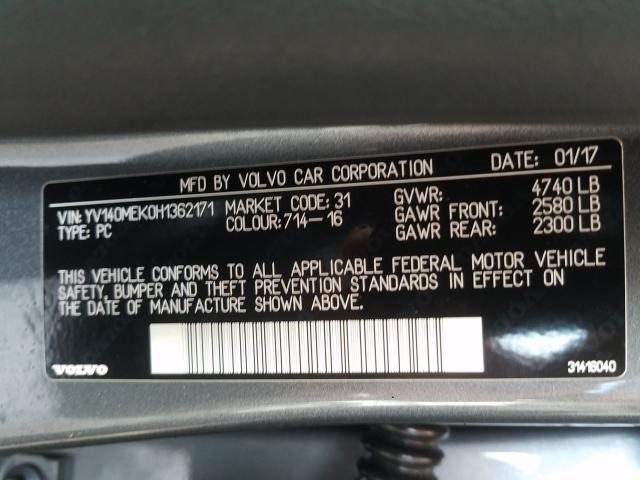 MFD BY VOLVO CAR CORPORATION DATE: 01/17
VIN: YV140MEK0H1362171 MARKET CODE: 31 GVWR: 4740 LB
TYPE: PC COLOUR: 714-16 GAWR FRONT: 2580 LB
GAWR REAR: 2300 LB
THIS VEHICLE CONFORMS TO ALL APPLICABLE FEDERAL MOTOR VEHICLE
SAFETY, BUMPER AND THEFT PREVENTION STANDARDS IN EFFECT ON
THE DATE OF MANUFACTURE SHOWN ABOVE.
VOLVO 31416040